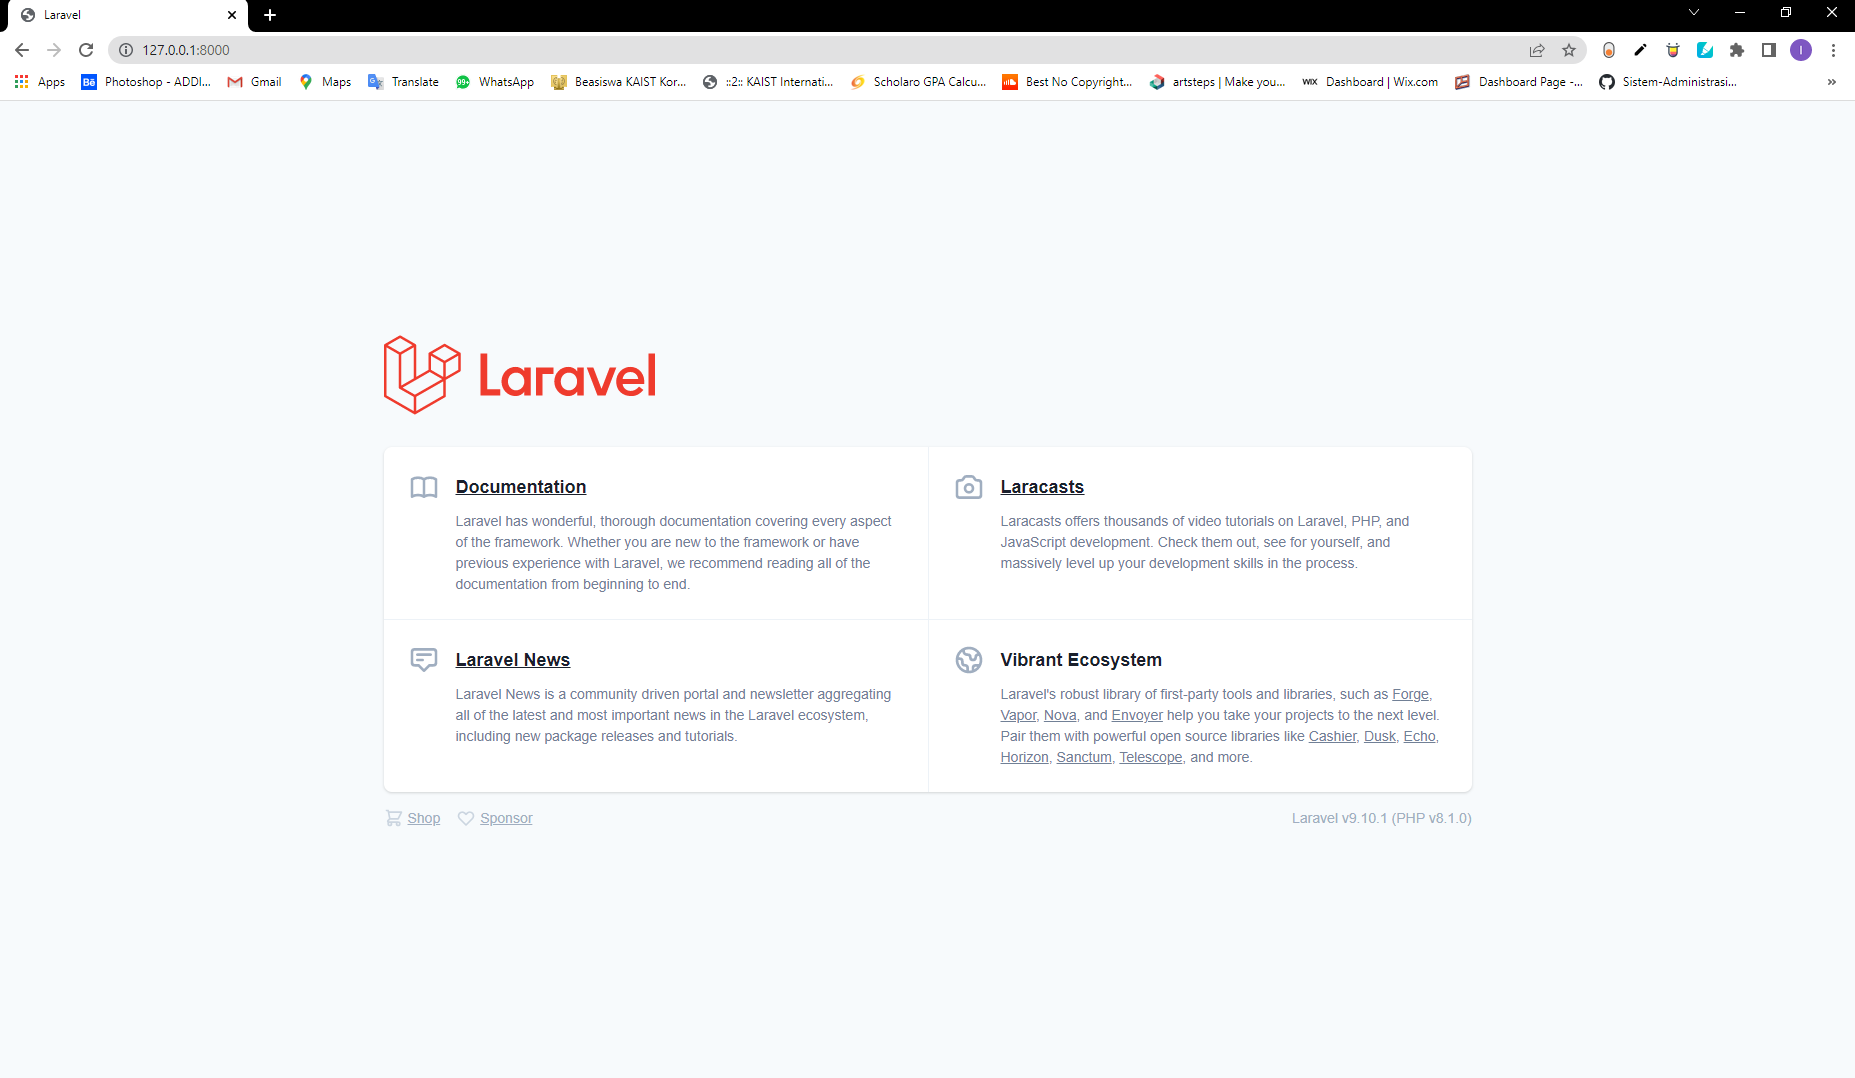 Laravel
127.0.0.1:8000
Apps
Bē Photoshop - ADDI...
Gmail
Maps
Translate
99+ WhatsApp
Beasiswa KAIST Kor...
::2:: KAIST Internati...
Scholaro GPA Calcu...
Best No Copyright...
artsteps | Make you...
WIX Dashboard | Wix.com
Dashboard Page -...
Sistem-Administrasi...
»
I
Laravel
Documentation
Laravel has wonderful, thorough documentation covering every aspect
of the framework. Whether you are new to the framework or have
previous experience with Laravel, we recommend reading all of the
documentation from beginning to end.
Laracasts
Laracasts offers thousands of video tutorials on Laravel, PHP, and
JavaScript development. Check them out, see for yourself, and
massively level up your development skills in the process.
Laravel News
Laravel News is a community driven portal and newsletter aggregating
all of the latest and most important news in the Laravel ecosystem,
including new package releases and tutorials.
Vibrant Ecosystem
Laravel's robust library of first-party tools and libraries, such as Forge,
Vapor, Nova, and Envoyer help you take your projects to the next level.
Pair them with powerful open source libraries like Cashier, Dusk, Echo,
Horizon, Sanctum, Telescope, and more.
Shop
Sponsor
Laravel v9.10.1 (PHP v8.1.0)